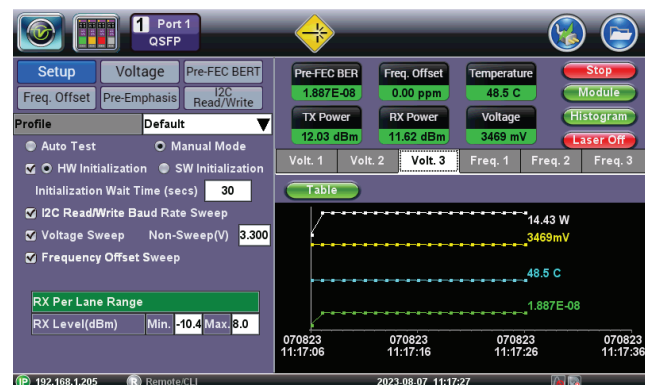 1 Port 1
QSFP
Setup
Voltage
Pre-FEC BERT
Freq. Offset
Pre-Emphasis
I2C
Read/Write
Profile
Default
Auto Test
Manual Mode
HW Initialization
SW Initialization
Initialization Wait Time (secs) 30
I2C Read/Write Baud Rate Sweep
Voltage Sweep Non-Sweep(V) 3.300
Frequency Offset Sweep
RX Per Lane Range
RX Level(dBm) Min. -10.4 Max. 8.0
Pre-FEC BER
1.887E-08
Freq. Offset
0.00 ppm
Temperature
48.5 C
TX Power
12.03 dBm
RX Power
11.62 dBm
Voltage
3469 mV
Stop
Module
Histogram
Laser Off
Volt. 1
Volt. 2
Volt. 3
Freq. 1
Freq. 2
Freq. 3
Table
14.43 W
3469mV
48.5 C
1.887E-08
070823 070823 070823 070823
11:17:06 11:17:16 11:17:26 11:17:36
IP 192.168.1.205
R Remote/CLI
2023-08-07 11:17:27